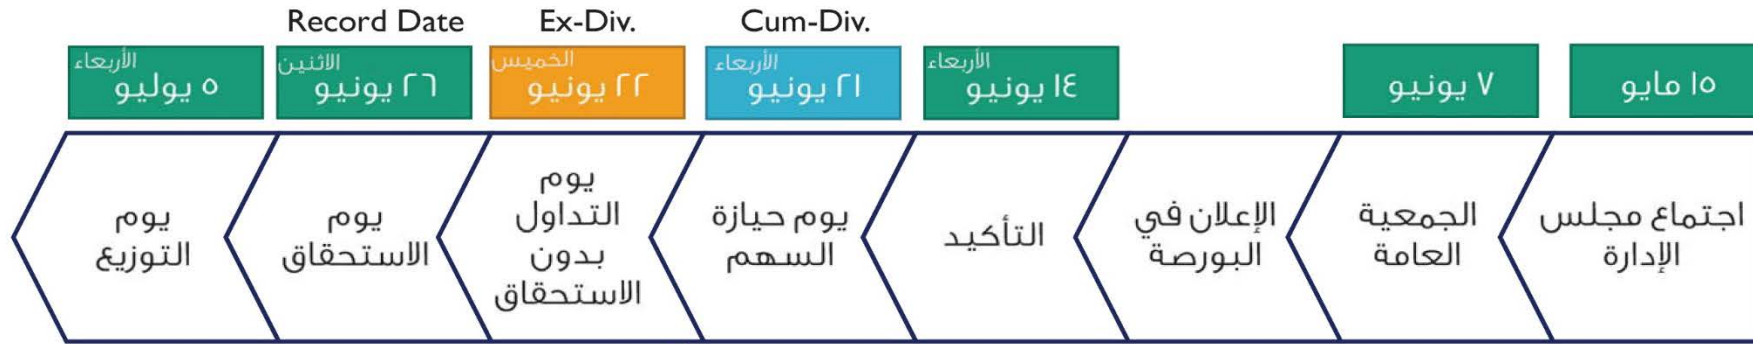 Record Date
Ex-Div.
Cum-Div.
١٥ مايو
٧ يونيو
الأربعاء
١٤ يونيو
الأربعاء
٢١ يونيو
الخميس
٢٢ يونيو
الاثنين
٢٦ يونيو
الأربعاء
٥ يوليو
اجتماع مجلس
الإدارة
الجمعية
العامة
الإعلان في
البورصة
التأكيد
يوم حيازة
السهم
يوم
التداول
بدون
الاستحقاق
يوم
الاستحقاق
يوم
التوزيع